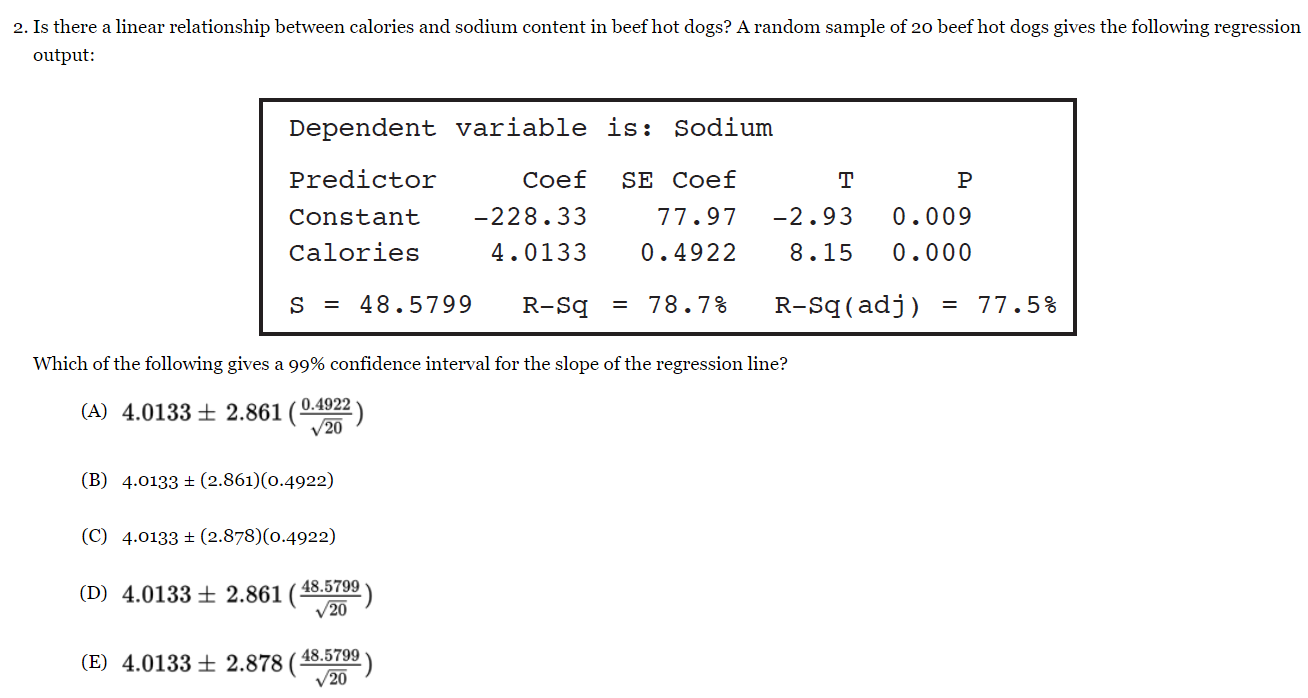 2. Is there a linear relationship between calories and sodium content in beef hot dogs? A random sample of 20 beef hot dogs gives the following regression
output:
Dependent variable is: Sodium
Predictor Coef SE Coef T P
Constant -228.33 77.97 -2.93 0.009
Calories 4.0133 0.4922 8.15 0.000
S = 48.5799 R-Sq = 78.7% R-Sq(adj) = 77.5%
Which of the following gives a 99% confidence interval for the slope of the regression line?
(A) 4.0133 ± 2.861 (0.4922/√20)
(B) 4.0133 ± (2.861)(0.4922)
(C) 4.0133 ± (2.878)(0.4922)
(D) 4.0133 ± 2.861 (48.5799/√20)
(E) 4.0133 ± 2.878 (48.5799/√20)